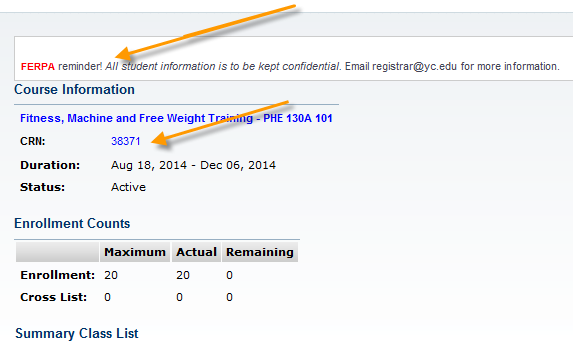 FERPA reminder! All student information is to be kept confidential. Email registrar@yc.edu for more information.
Course Information
Fitness, Machine and Free Weight Training - PHE 130A 101
CRN: 38371
Duration: Aug 18, 2014 - Dec 06, 2014
Status: Active
Enrollment Counts
Maximum Actual Remaining
Enrollment: 20 20 0
Cross List: 0 0 0
Summary Class List